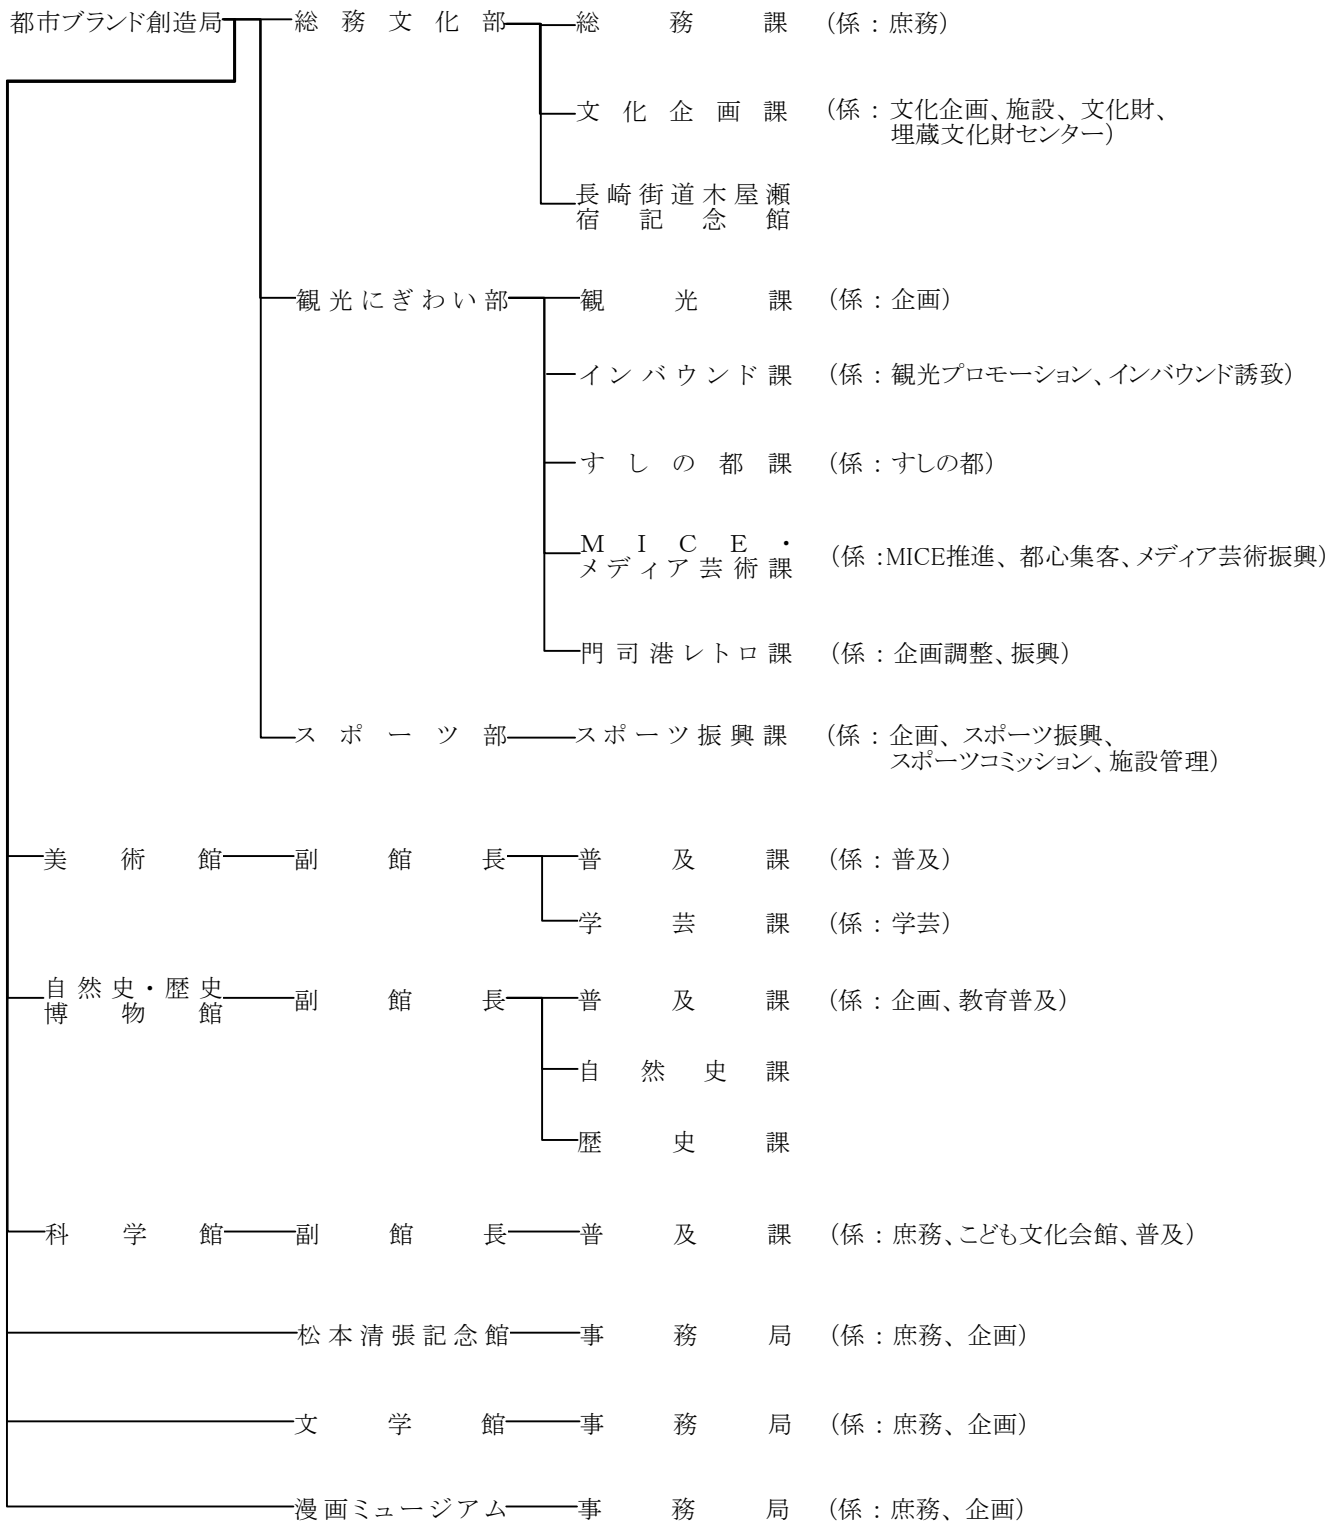 都市ブランド創造局 総務文化部 総務課 (係：庶務)
文化企画課 (係：文化企画、施設、文化財、
埋蔵文化財センター)
長崎街道木屋瀬
宿記念館
観光にぎわい部 観光課 (係：企画)
インバウンド課 (係：観光プロモーション、インバウンド誘致)
すしの都課 (係：すしの都)
MICE・
メディア芸術課 (係：MICE推進、都心集客、メディア芸術振興)
門司港レトロ課 (係：企画調整、振興)
スポーツ部 スポーツ振興課 (係：企画、スポーツ振興、
スポーツコミッション、施設管理)
美術館 副館長 普及課 (係：普及)
学芸課 (係：学芸)
自然史・歴史
博物館 副館長 普及課 (係：企画、教育普及)
自然史課
歴史課
科学館 副館長 普及課 (係：庶務、こども文化会館、普及)
松本清張記念館 事務局 (係：庶務、企画)
文学館 事務局 (係：庶務、企画)
漫画ミュージアム 事務局 (係：庶務、企画)